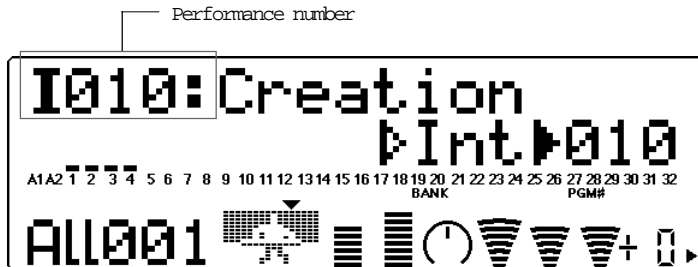 Performance number
I010:Creation
▷Int▶010
A1 A2 1 2 3 4 5 6 7 8 9 10 11 12 13 14 15 16 17 18 19 20 21 22 23 24 25 26 27 28 29 30 31 32
BANK PGM#
All001 + 0